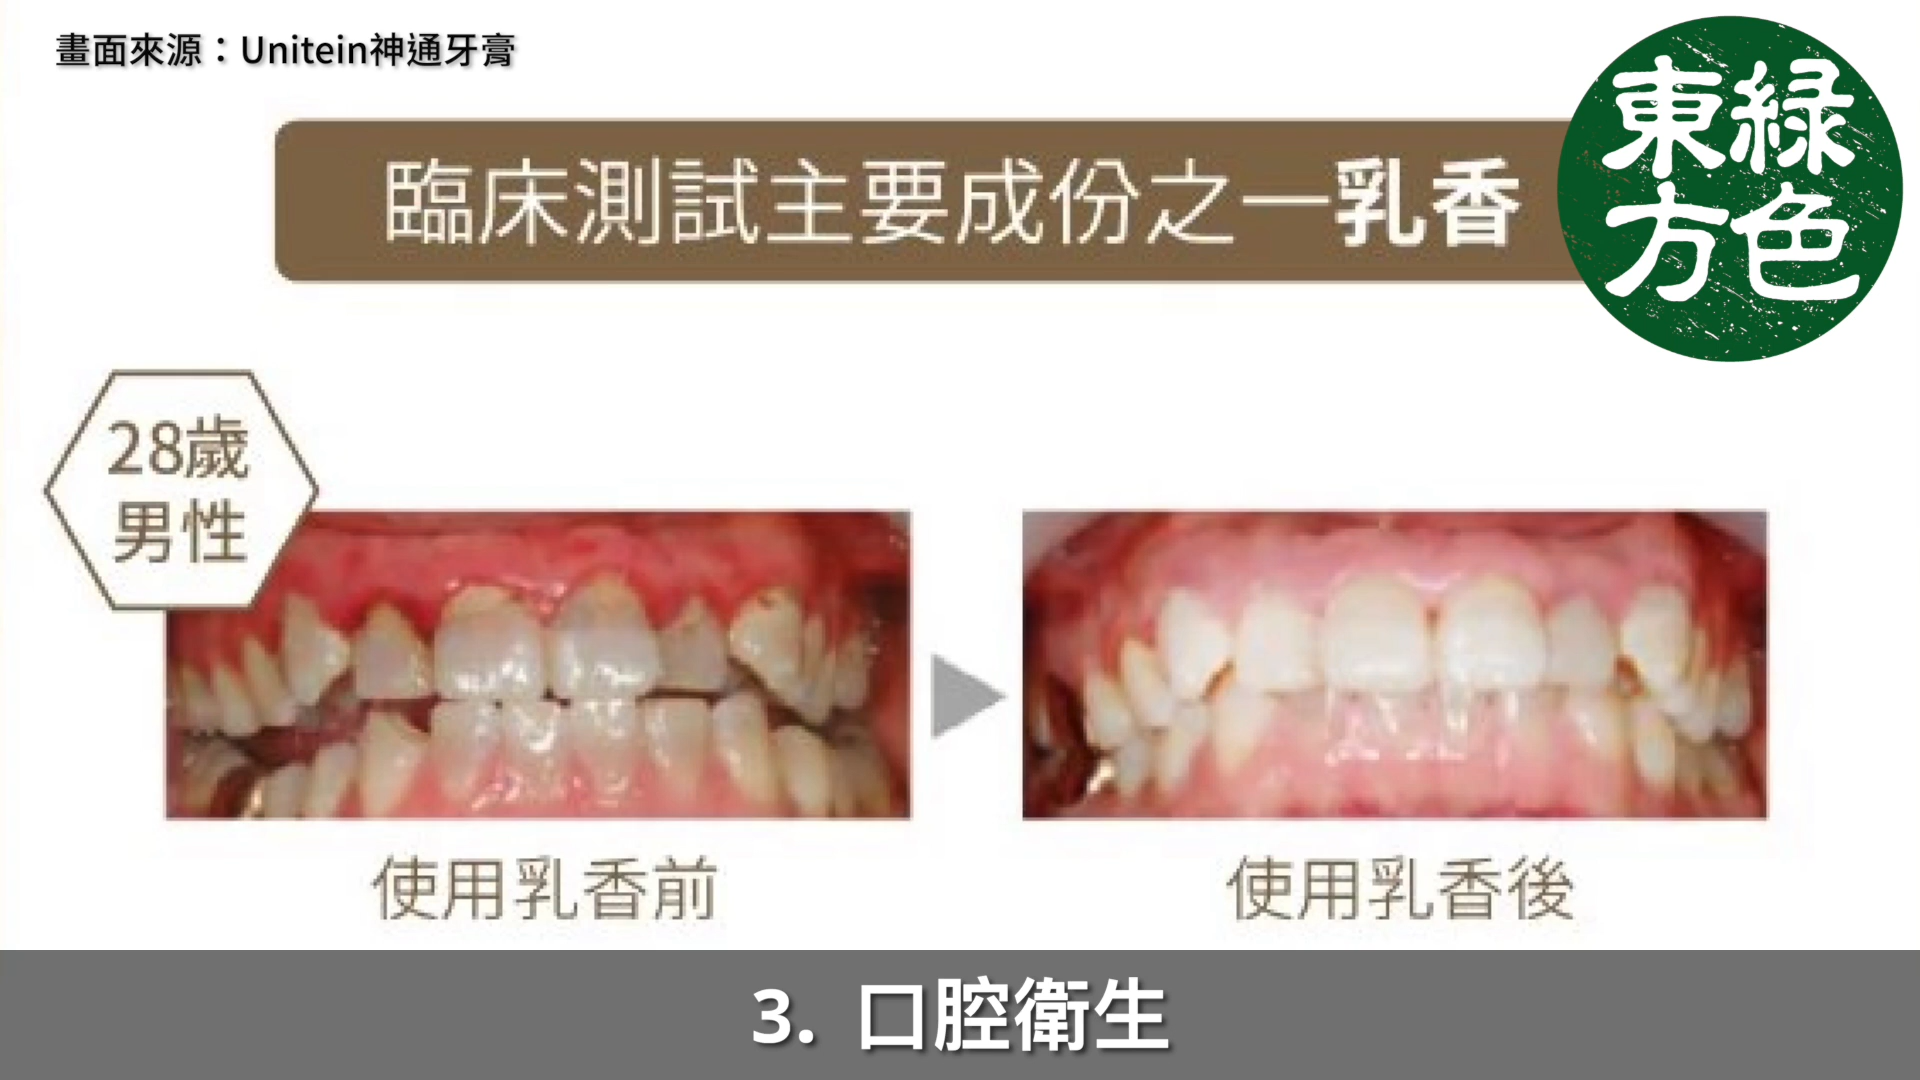 畫面來源：Unitein神通牙膏
臨床測試主要成份之一乳香
東緑
方色
28歲
男性
使用乳香前
使用乳香後
3. 口腔衛生